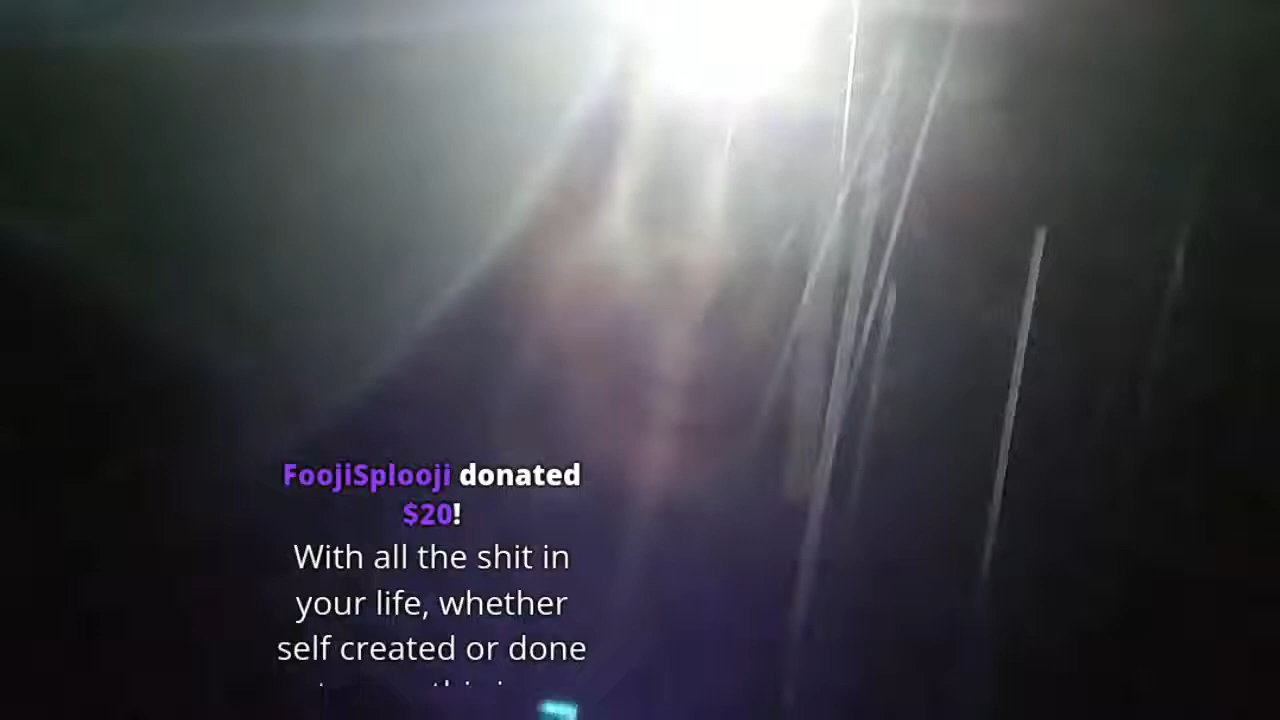 FoojiSplooji donated
$20!
With all the shit in
your life, whether
self created or done